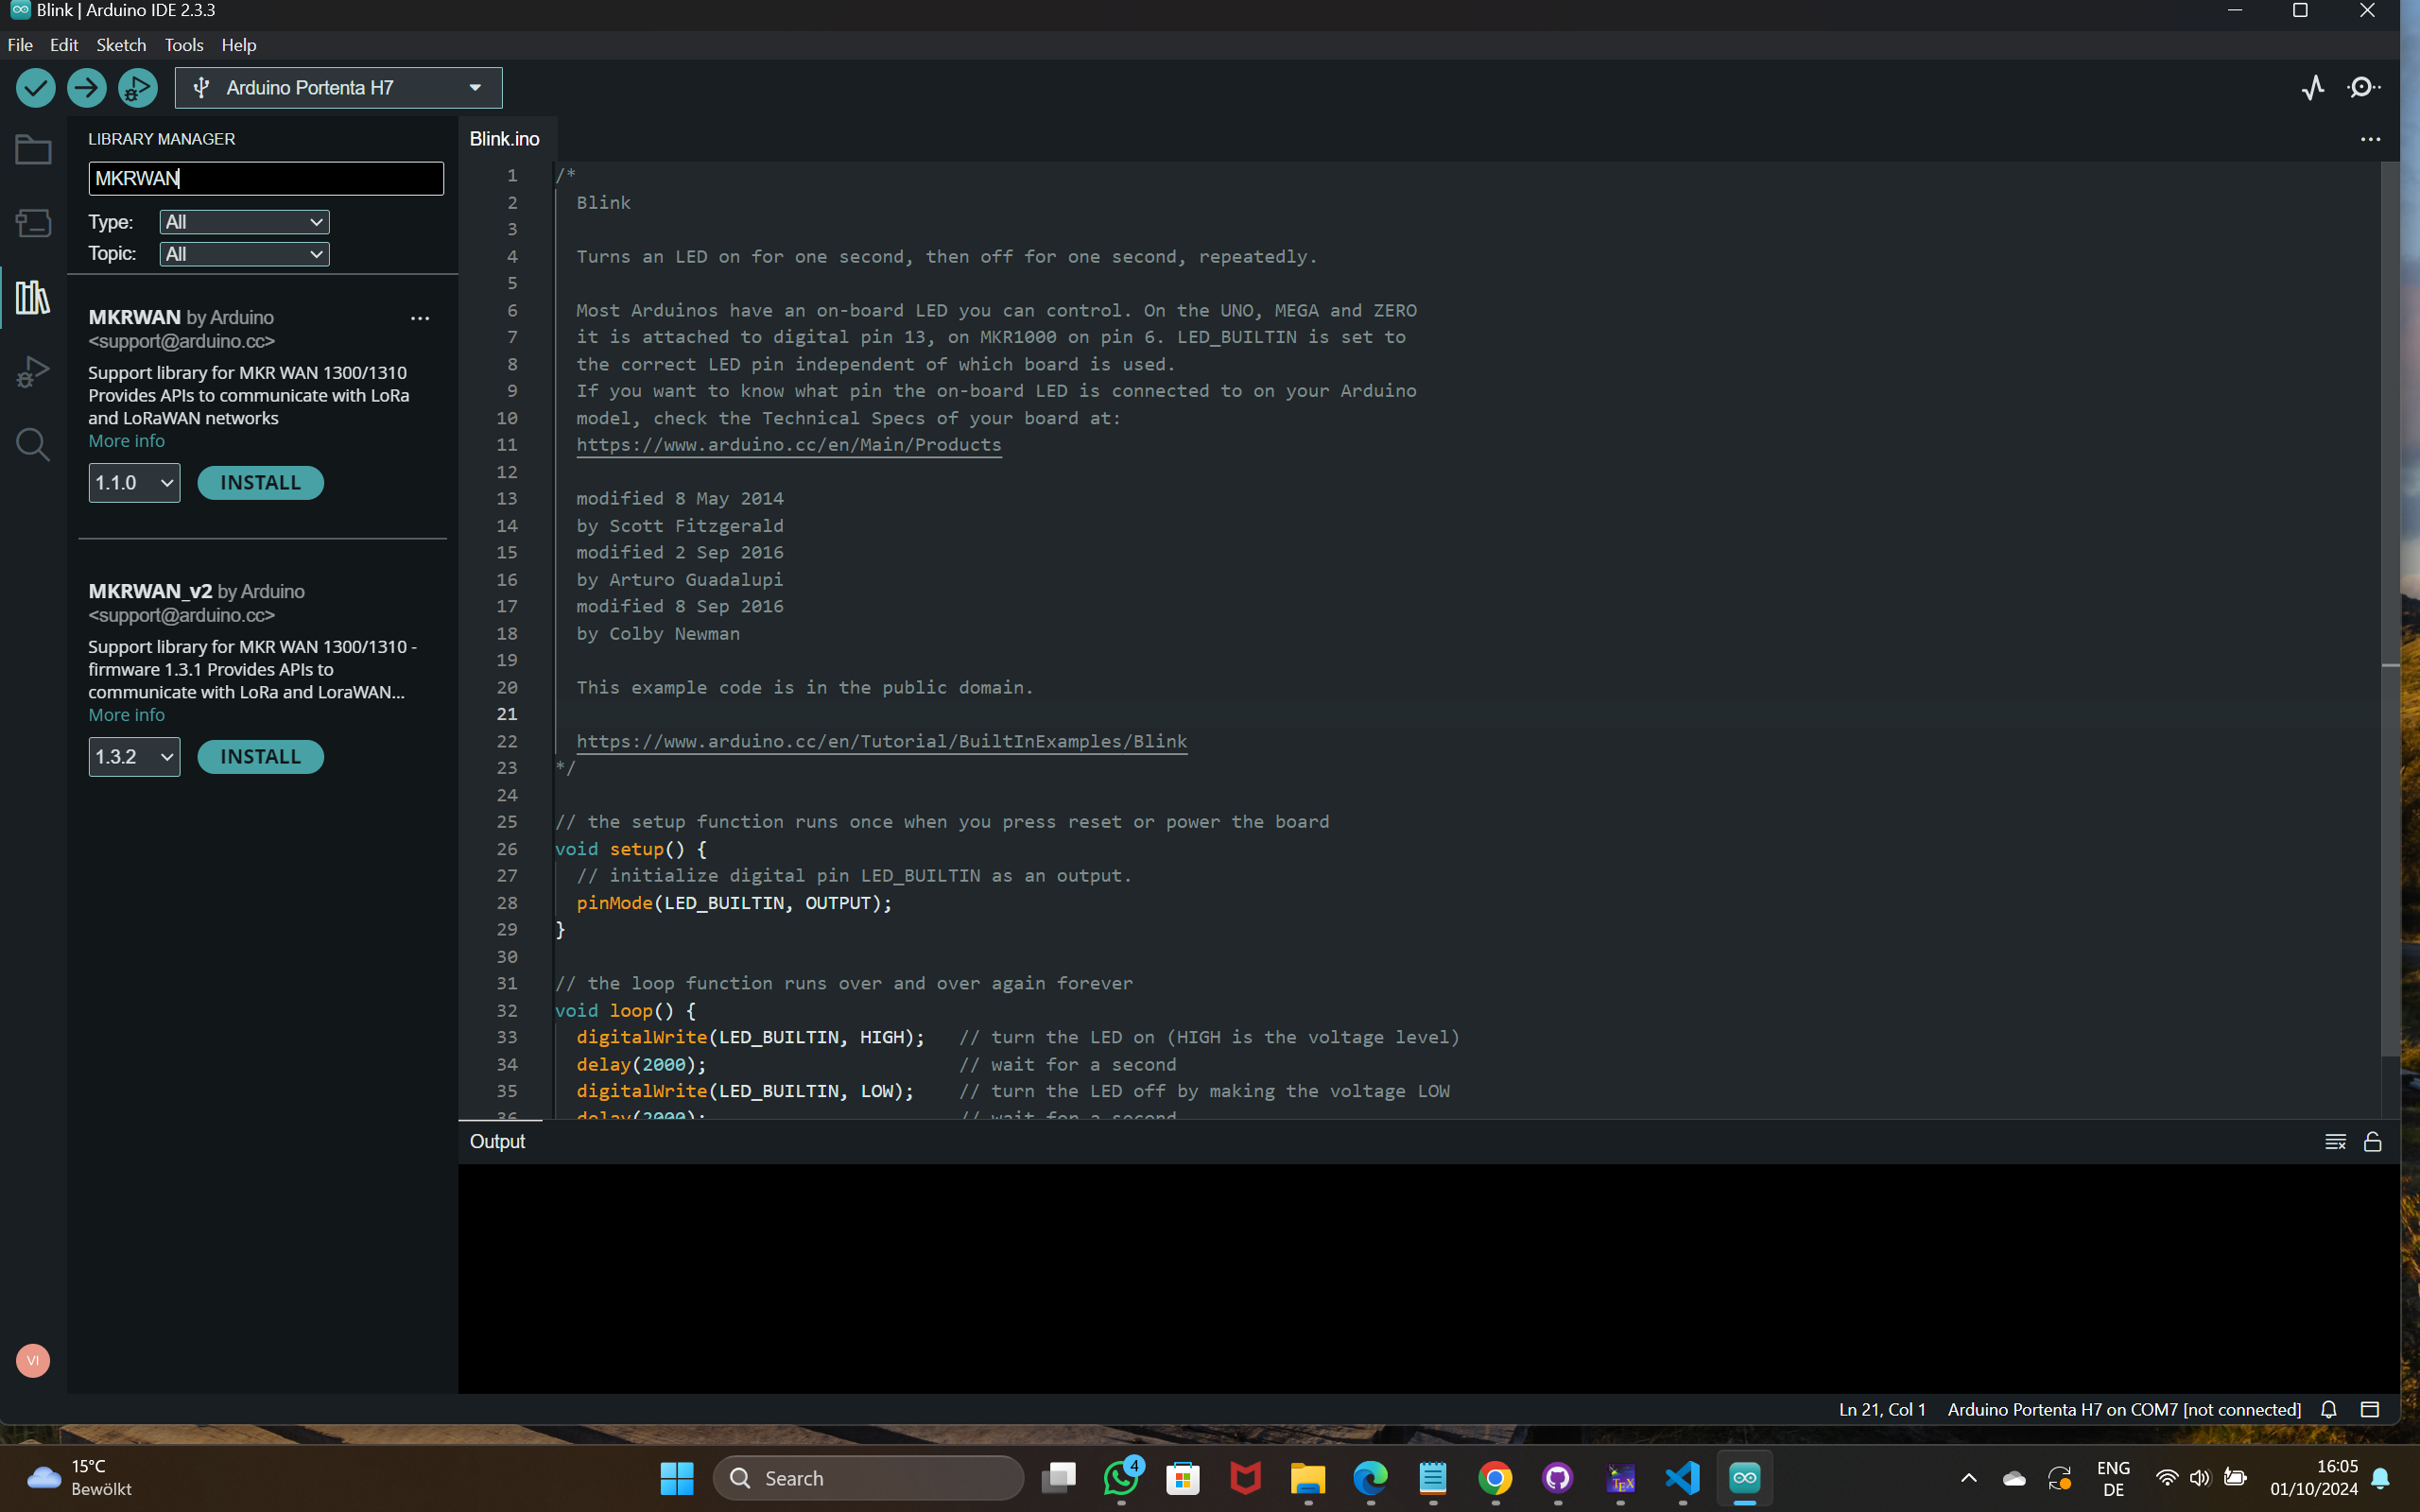 Blink | Arduino IDE 2.3.3
File Edit Sketch Tools Help
Arduino Portenta H7
LIBRARY MANAGER
MKRWAN
Type: All
Topic: All
MKRWAN by Arduino
<support@arduino.cc>
Support library for MKR WAN 1300/1310
Provides APIs to communicate with LoRa
and LoRaWAN networks
More info
1.1.0 INSTALL
MKRWAN_v2 by Arduino
<support@arduino.cc>
Support library for MKR WAN 1300/1310 -
firmware 1.3.1 Provides APIs to
communicate with LoRa and LoraWAN...
More info
1.3.2 INSTALL
VI
Blink.ino
1 /*
2 Blink
3
4 Turns an LED on for one second, then off for one second, repeatedly.
5
6 Most Arduinos have an on-board LED you can control. On the UNO, MEGA and ZERO
7 it is attached to digital pin 13, on MKR1000 on pin 6. LED_BUILTIN is set to
8 the correct LED pin independent of which board is used.
9 If you want to know what pin the on-board LED is connected to on your Arduino
10 model, check the Technical Specs of your board at:
11 https://www.arduino.cc/en/Main/Products
12
13 modified 8 May 2014
14 by Scott Fitzgerald
15 modified 2 Sep 2016
16 by Arturo Guadalupi
17 modified 8 Sep 2016
18 by Colby Newman
19
20 This example code is in the public domain.
21
22 https://www.arduino.cc/en/Tutorial/BuiltInExamples/Blink
23 */
24
25 // the setup function runs once when you press reset or power the board
26 void setup() {
27 // initialize digital pin LED_BUILTIN as an output.
28 pinMode(LED_BUILTIN, OUTPUT);
29 }
30
31 // the loop function runs over and over again forever
32 void loop() {
33 digitalWrite(LED_BUILTIN, HIGH); // turn the LED on (HIGH is the voltage level)
34 delay(2000); // wait for a second
35 digitalWrite(LED_BUILTIN, LOW); // turn the LED off by making the voltage LOW
36 delay(2000); // wait for a second
Output
Ln 21, Col 1 Arduino Portenta H7 on COM7 [not connected]
15°C
Bewölkt
Search
4
TEX
ENG
DE
16:05
01/10/2024